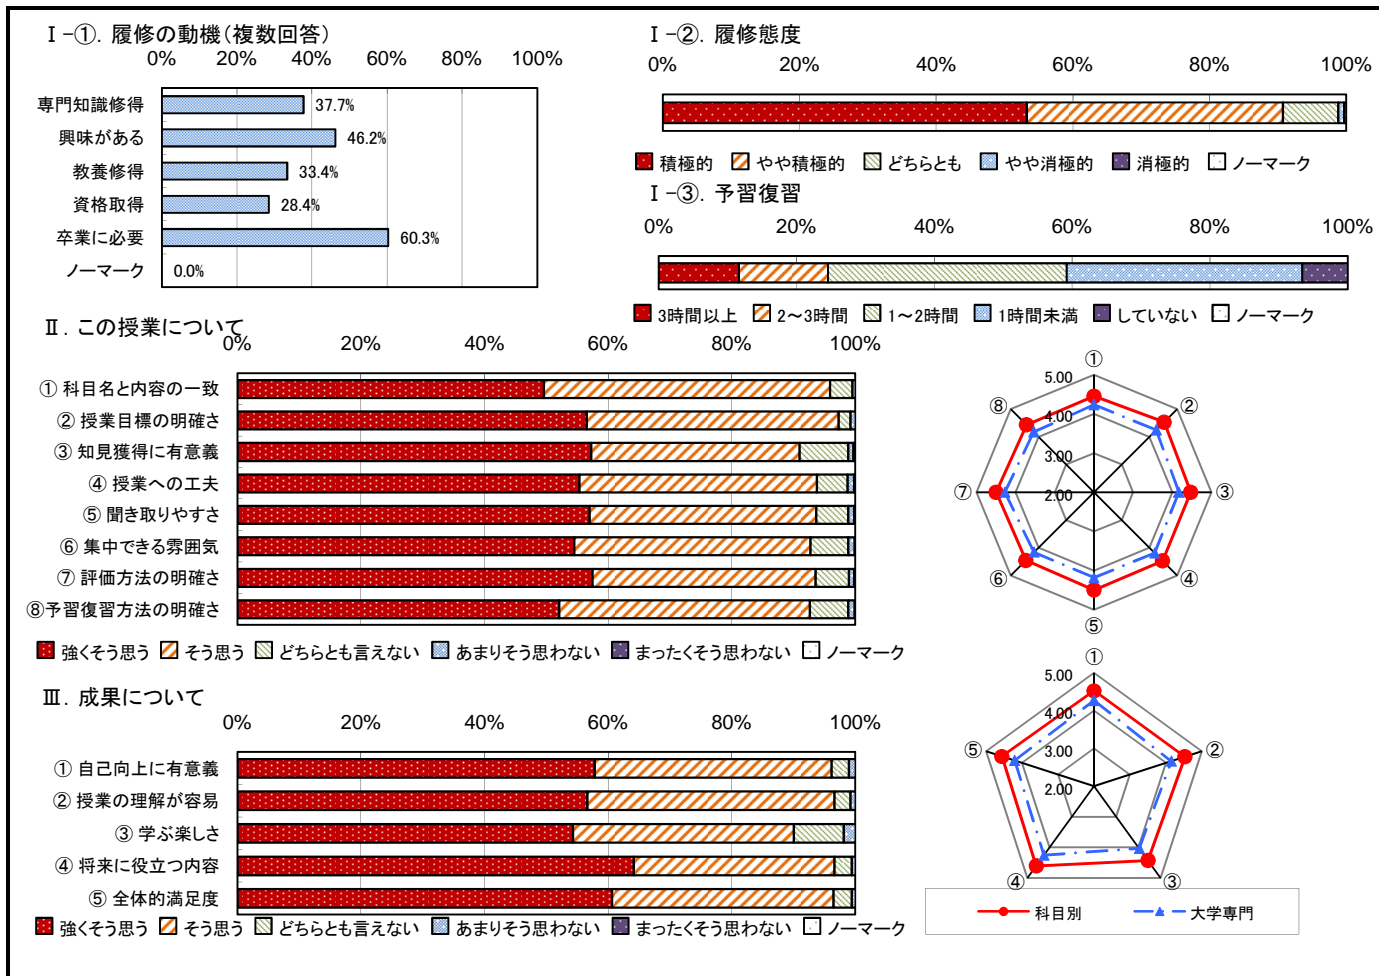 Ⅰ-①．履修の動機（複数回答）
0% 20% 40% 60% 80% 100%
専門知識修得 37.7%
興味がある 46.2%
教養修得 33.4%
資格取得 28.4%
卒業に必要 60.3%
ノーマーク 0.0%
Ⅰ-②．履修態度
0% 20% 40% 60% 80% 100%
積極的 やや積極的 どちらとも やや消極的 消極的 ノーマーク
Ⅰ-③．予習復習
0% 20% 40% 60% 80% 100%
3時間以上 2～3時間 1～2時間 1時間未満 していない ノーマーク
Ⅱ．この授業について
0% 20% 40% 60% 80% 100%
① 科目名と内容の一致
② 授業目標の明確さ
③ 知見獲得に有意義
④ 授業への工夫
⑤ 聞き取りやすさ
⑥ 集中できる雰囲気
⑦ 評価方法の明確さ
⑧予習復習方法の明確さ
強くそう思う そう思う どちらとも言えない あまりそう思わない まったくそう思わない ノーマーク
①
②
③
④
⑤
⑥
⑦
⑧
5.00
4.00
3.00
2.00
Ⅲ．成果について
0% 20% 40% 60% 80% 100%
① 自己向上に有意義
② 授業の理解が容易
③ 学ぶ楽しさ
④ 将来に役立つ内容
⑤ 全体的満足度
強くそう思う そう思う どちらとも言えない あまりそう思わない まったくそう思わない ノーマーク
①
②
③
④
⑤
5.00
4.00
3.00
2.00
科目別 大学専門